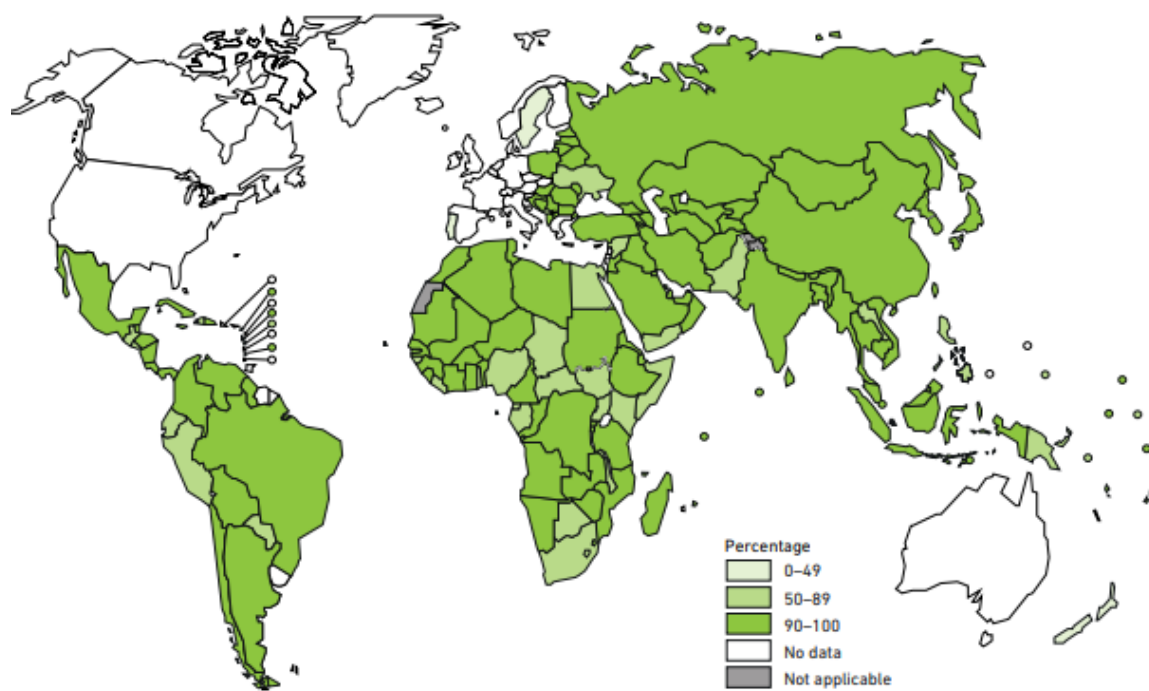 Percentage
0–49
50–89
90–100
No data
Not applicable